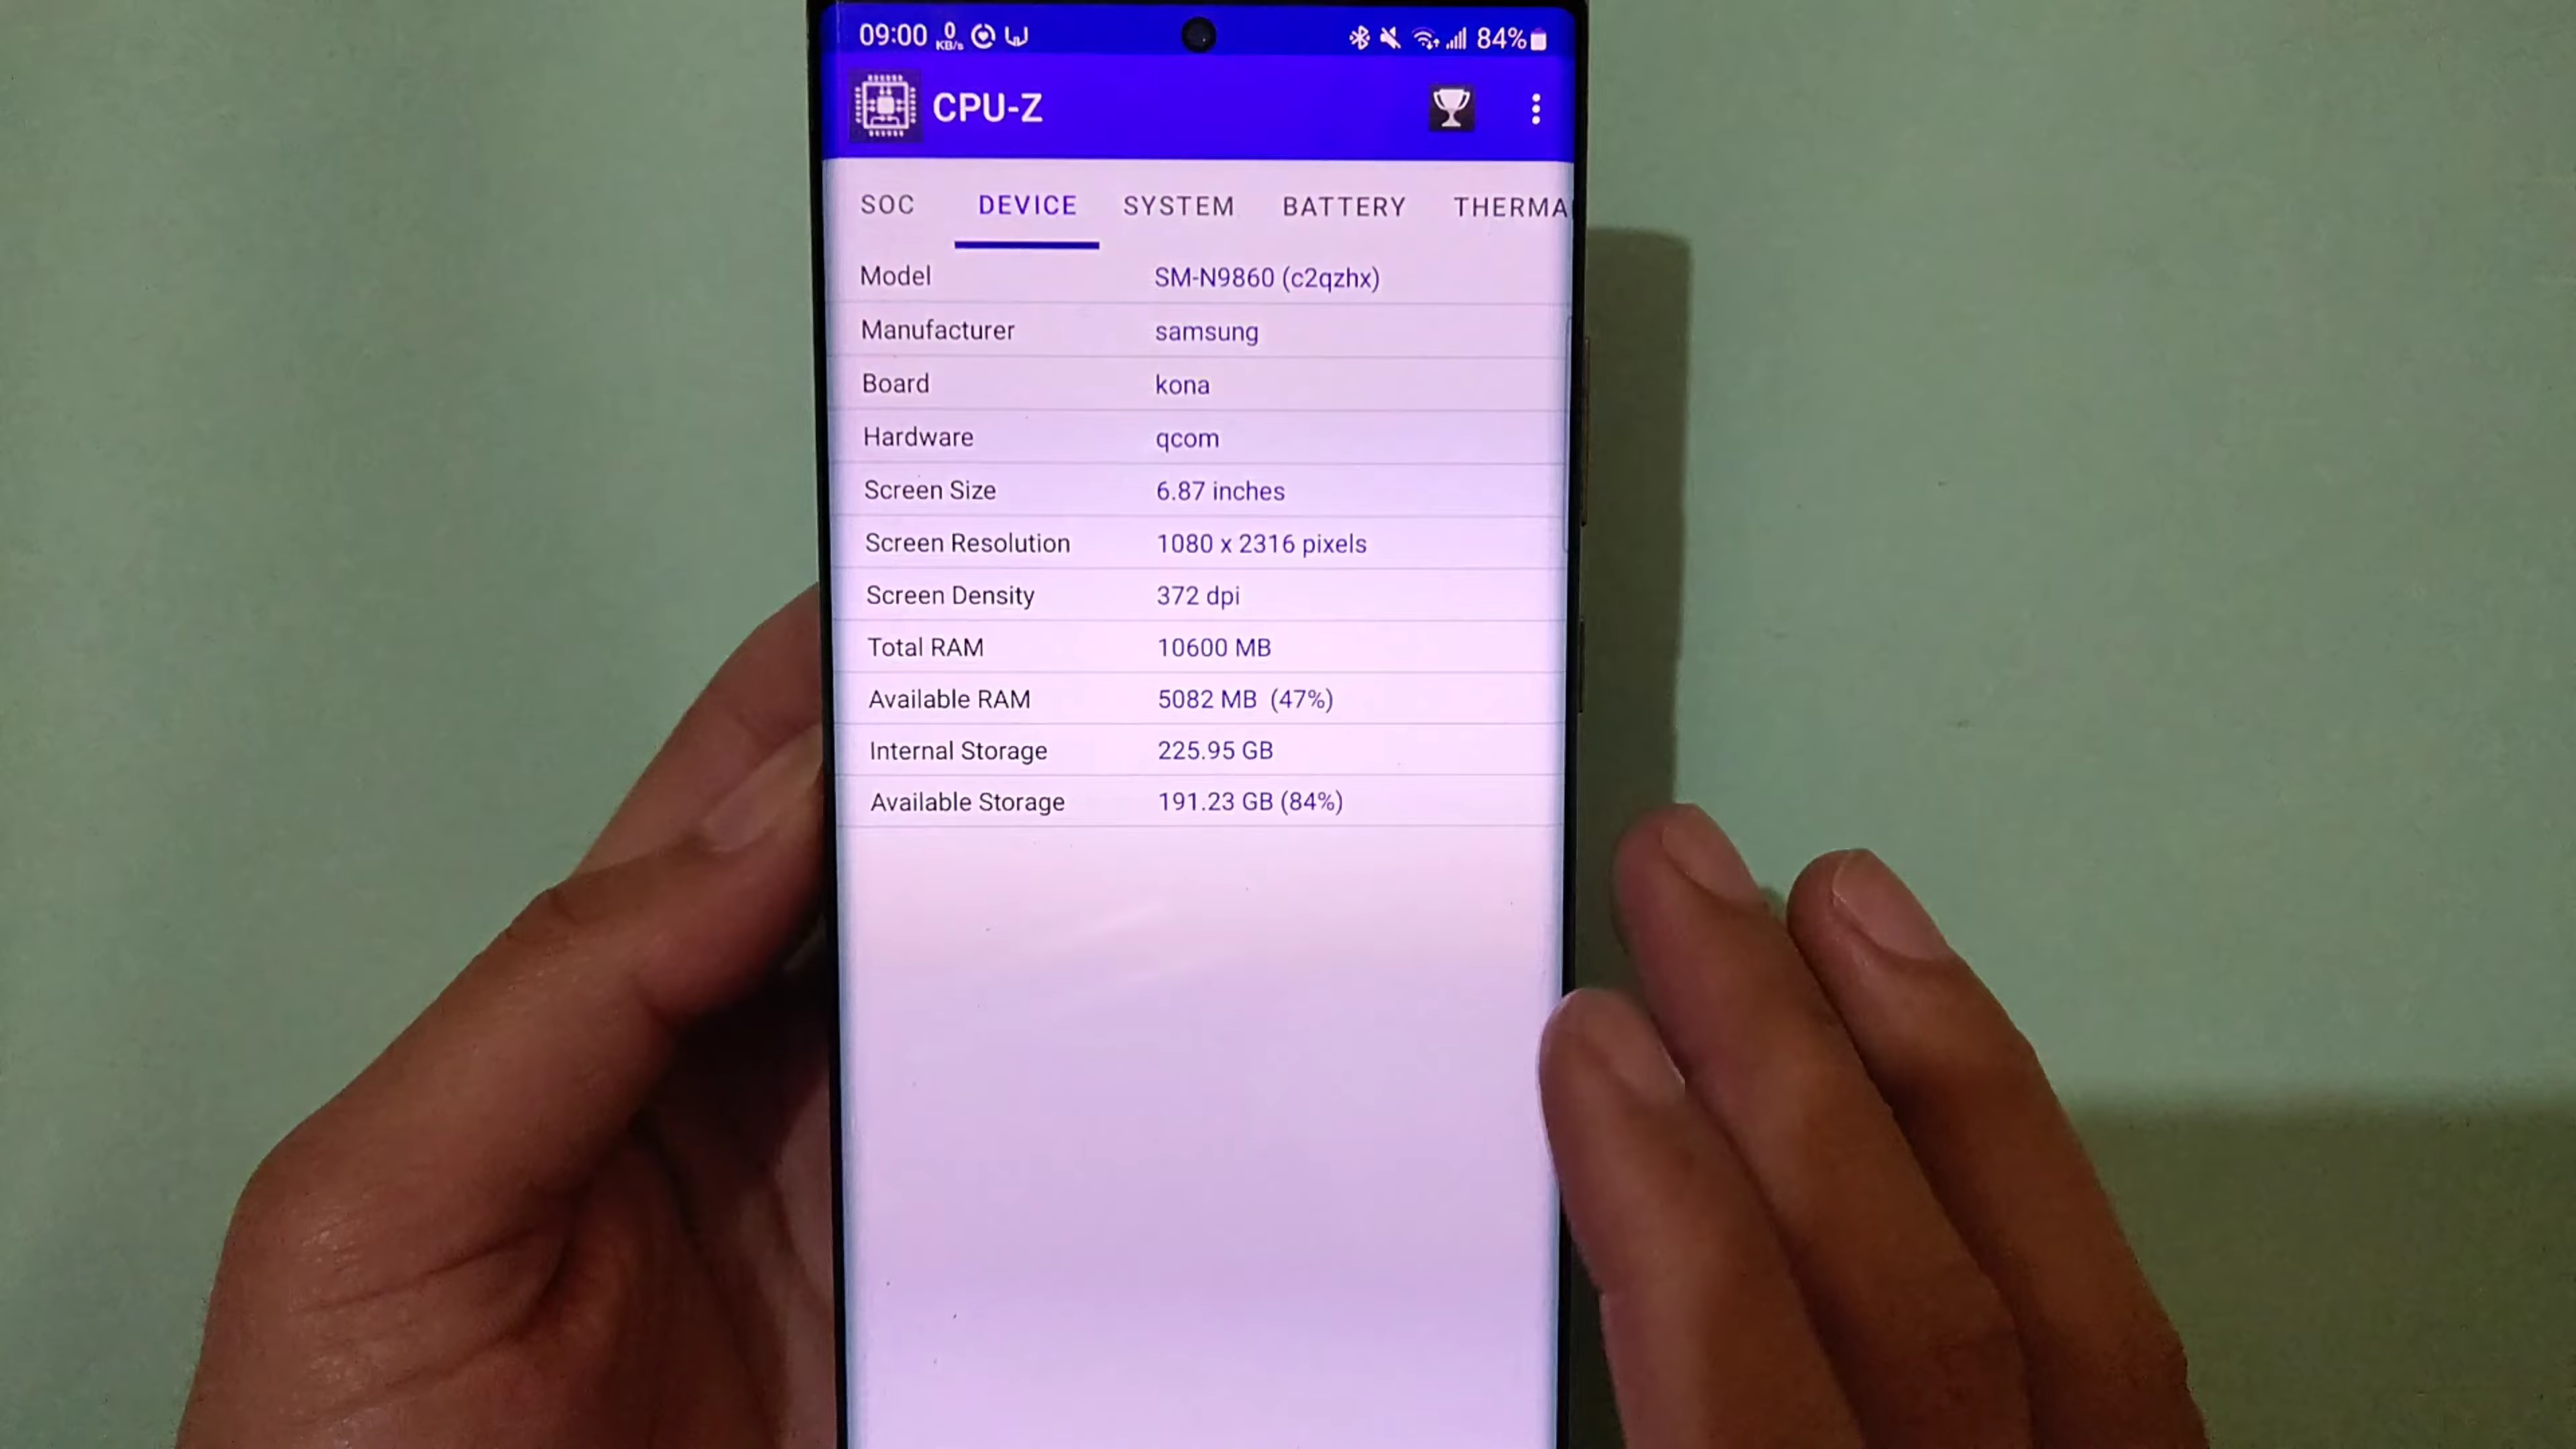 09:00 0 KB/s 84%
CPU-Z
SOC DEVICE SYSTEM BATTERY THERMA
Model SM-N9860 (c2qzhx)
Manufacturer samsung
Board kona
Hardware qcom
Screen Size 6.87 inches
Screen Resolution 1080 x 2316 pixels
Screen Density 372 dpi
Total RAM 10600 MB
Available RAM 5082 MB (47%)
Internal Storage 225.95 GB
Available Storage 191.23 GB (84%)